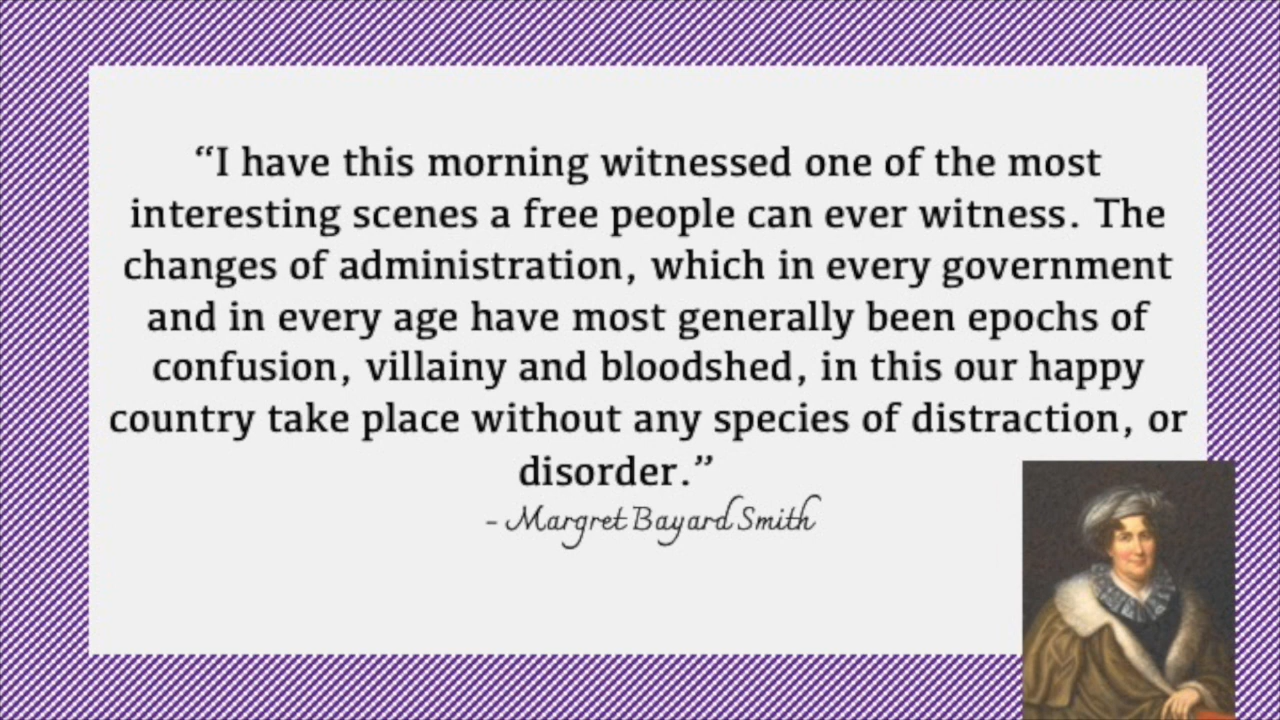 “I have this morning witnessed one of the most
interesting scenes a free people can ever witness. The
changes of administration, which in every government
and in every age have most generally been epochs of
confusion, villainy and bloodshed, in this our happy
country take place without any species of distraction, or
disorder.”
- Margret Bayard Smith